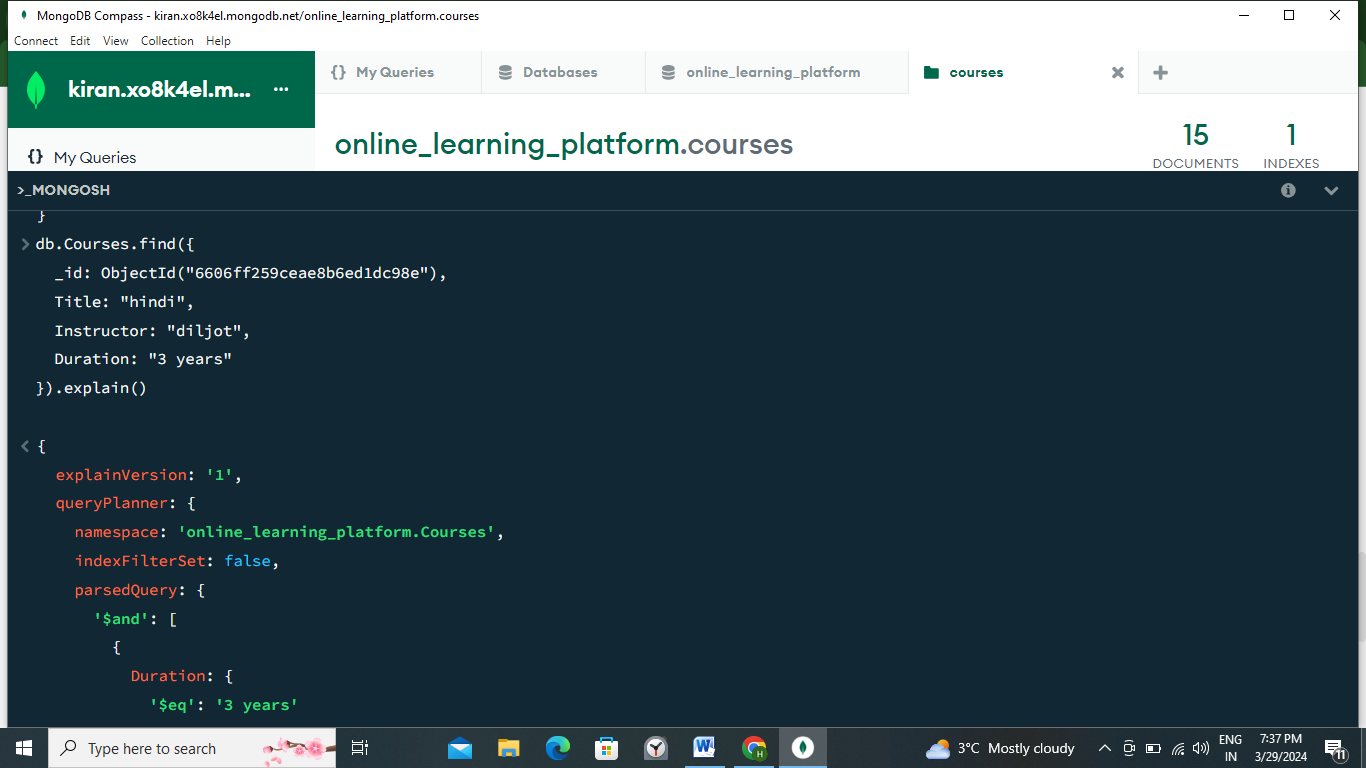 MongoDB Compass - kiran.xo8k4el.mongodb.net/online_learning_platform.courses
Connect Edit View Collection Help
kiran.xo8k4el.m... ...
{} My Queries
Databases
online_learning_platform
courses
{} My Queries
online_learning_platform.courses
15
DOCUMENTS
1
INDEXES
>_MONGOSH
}
> db.Courses.find({
_id: ObjectId("6606ff259ceae8b6ed1dc98e"),
Title: "hindi",
Instructor: "diljot",
Duration: "3 years"
}).explain()
< {
explainVersion: '1',
queryPlanner: {
namespace: 'online_learning_platform.Courses',
indexFilterSet: false,
parsedQuery: {
'$and': [
{
Duration: {
'$eq': '3 years'
Type here to search
3°C Mostly cloudy
ENG
IN
7:37 PM
3/29/2024
11